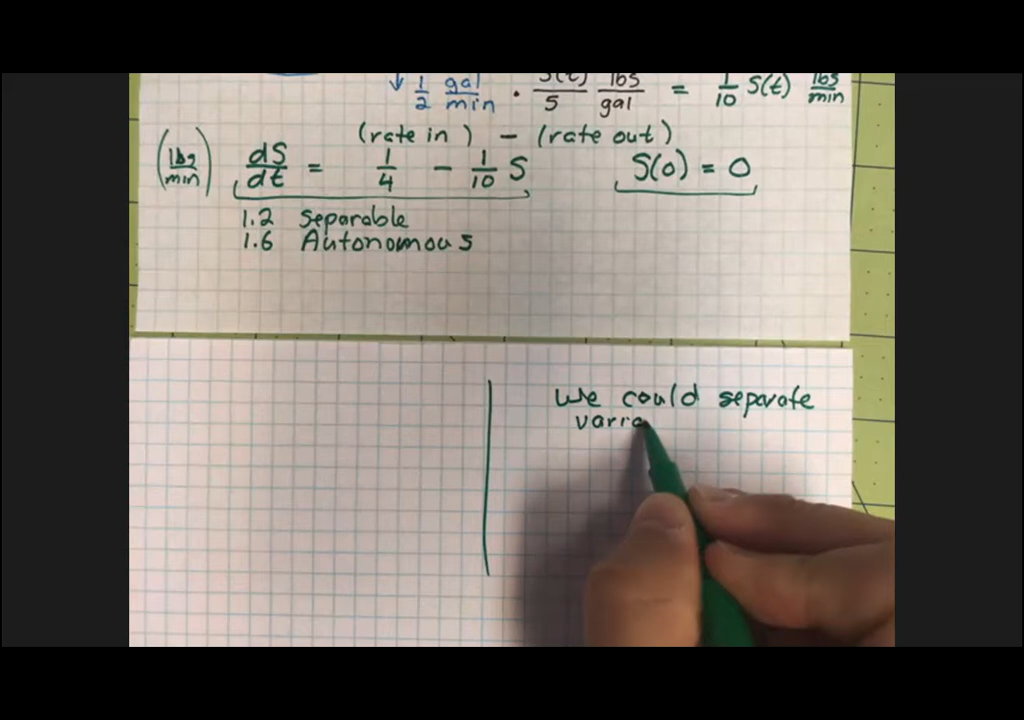 ↓ 1/2 gal/min · S(t)/5 lbs/gal = 1/10 S(t) lbs/min
(rate in) − (rate out)
(lbs/min) dS/dt = 1/4 − 1/10 S S(0) = 0
1.2 Separable
1.6 Autonomous
We could separate
varia